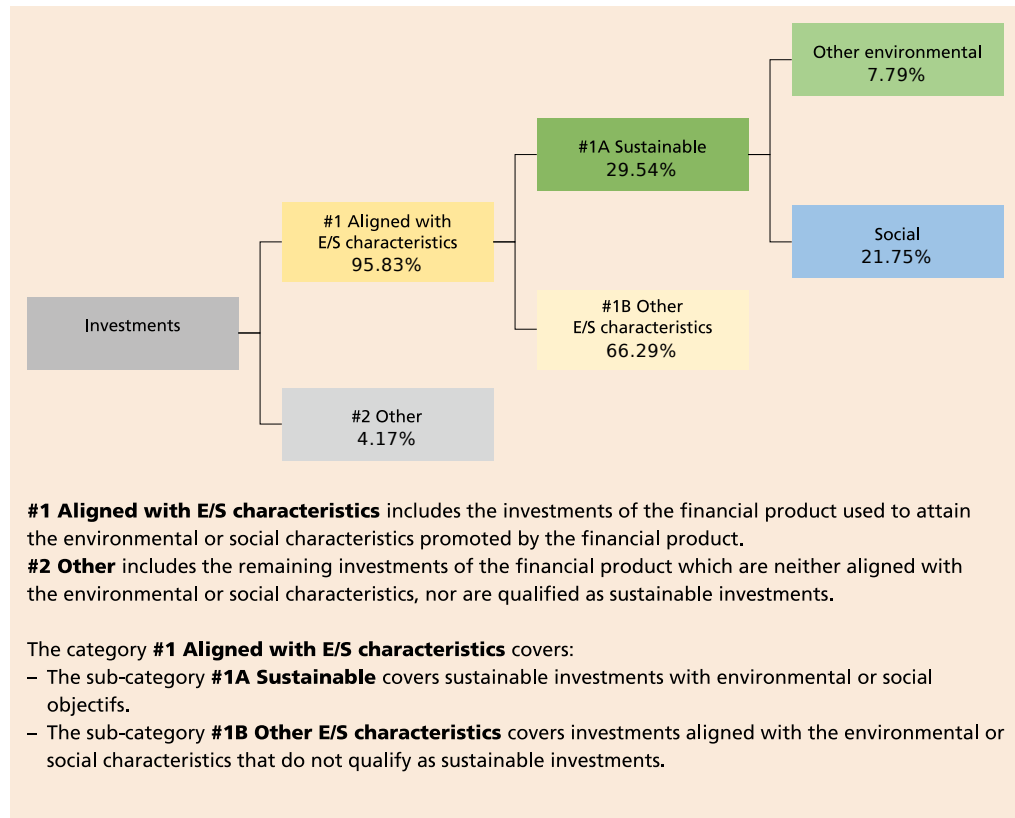 Other environmental
7.79%
#1A Sustainable
29.54%
#1 Aligned with
E/S characteristics
95.83%
Social
21.75%
Investments
#1B Other
E/S characteristics
66.29%
#2 Other
4.17%
#1 Aligned with E/S characteristics includes the investments of the financial product used to attain
the environmental or social characteristics promoted by the financial product.
#2 Other includes the remaining investments of the financial product which are neither aligned with
the environmental or social characteristics, nor are qualified as sustainable investments.
The category #1 Aligned with E/S characteristics covers:
– The sub-category #1A Sustainable covers sustainable investments with environmental or social
objectifs.
– The sub-category #1B Other E/S characteristics covers investments aligned with the environmental or
social characteristics that do not qualify as sustainable investments.